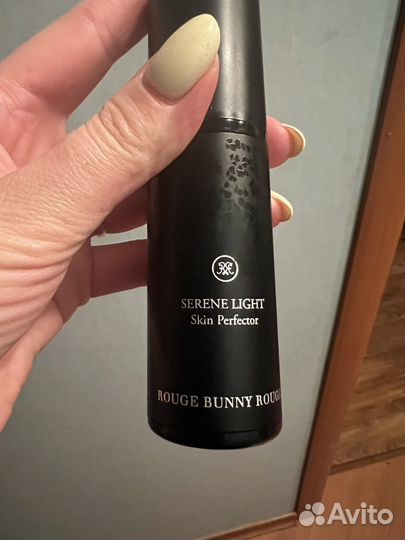 SERENE LIGHT
Skin Perfector
ROUGE BUNNY ROUGE
Avito